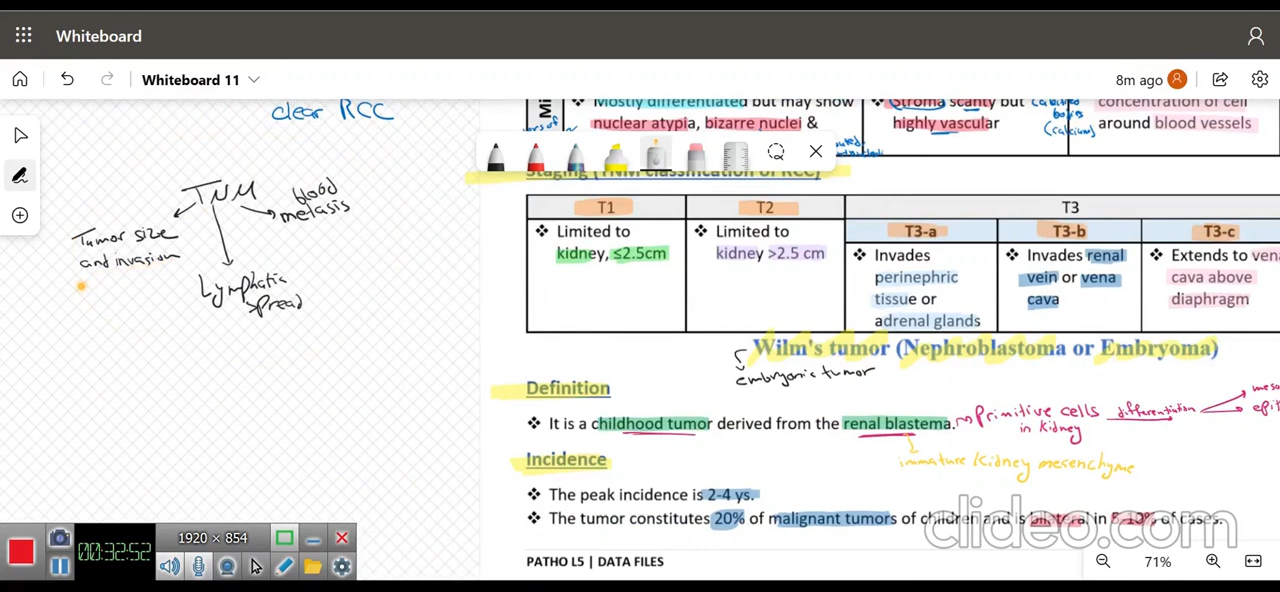 Whiteboard
Whiteboard 11
8m ago
clear RCC
TNM
blood
metasis
Tumor size
and invasion
Lymphatic
spread
Mostly differentiated but may show
nuclear atypia, bizarre nuclei &
Stroma scanty but
highly vascular
bodies
(calcium)
concentration of cell
around blood vessels
Staging (TNM classification of RCC)
T1
T2
T3
T3-a
T3-b
T3-c
❖ Limited to
kidney, ≤2.5cm
❖ Limited to
kidney >2.5 cm
❖ Invades
perinephric
tissue or
adrenal glands
❖ Invades renal
vein or vena
cava
❖ Extends to vena
cava above
diaphragm
Wilm's tumor (Nephroblastoma or Embryoma)
embryonic tumor
Definition
❖ It is a childhood tumor derived from the renal blastema.
Primitive cells
in kidney
differentiation
immature kidney mesenchyme
Incidence
❖ The peak incidence is 2-4 ys.
❖ The tumor constitutes 20% of malignant tumors of children and is bilateral in 5-10% of cases.
clideo.com
PATHO L5 | DATA FILES
71%
00:32:52
1920 × 854